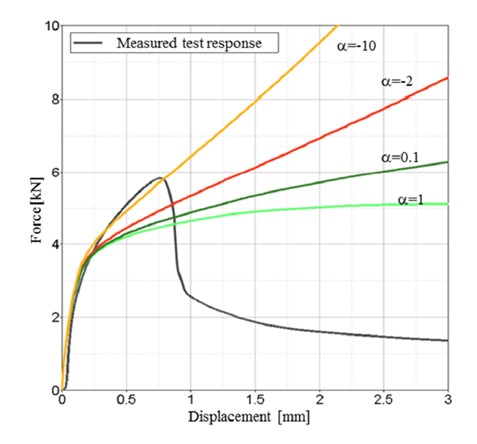 10
Measured test response
α=-10
8
α=-2
6
α=0.1
α=1
Force[kN]
4
2
0
0 0.5 1 1.5 2 2.5 3
Displacement [mm]